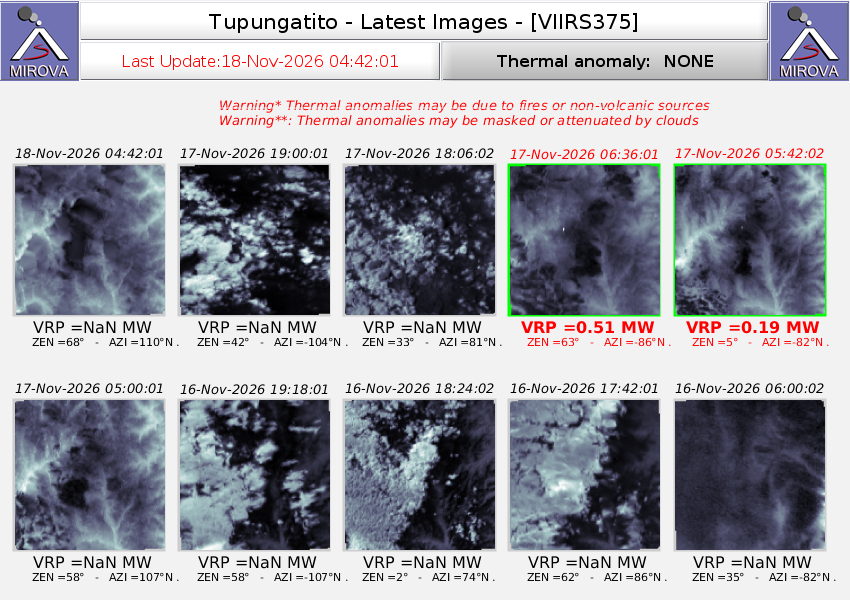 Tupungatito - Latest Images - [VIIRS375]
MIROVA
Last Update:18-Nov-2026 04:42:01
Thermal anomaly: NONE
MIROVA
Warning* Thermal anomalies may be due to fires or non-volcanic sources
Warning**: Thermal anomalies may be masked or attenuated by clouds
18-Nov-2026 04:42:01 17-Nov-2026 19:00:01 17-Nov-2026 18:06:02 17-Nov-2026 06:36:01 17-Nov-2026 05:42:02
VRP =NaN MW VRP =NaN MW VRP =NaN MW VRP =0.51 MW VRP =0.19 MW
ZEN =68° - AZI =110°N . ZEN =42° - AZI =-104°N . ZEN =33° - AZI =81°N . ZEN =63° - AZI =-86°N . ZEN =5° - AZI =-82°N .
17-Nov-2026 05:00:01 16-Nov-2026 19:18:01 16-Nov-2026 18:24:02 16-Nov-2026 17:42:01 16-Nov-2026 06:00:02
VRP =NaN MW VRP =NaN MW VRP =NaN MW VRP =NaN MW VRP =NaN MW
ZEN =58° - AZI =107°N . ZEN =58° - AZI =-107°N . ZEN =2° - AZI =74°N . ZEN =62° - AZI =86°N . ZEN =35° - AZI =-82°N .